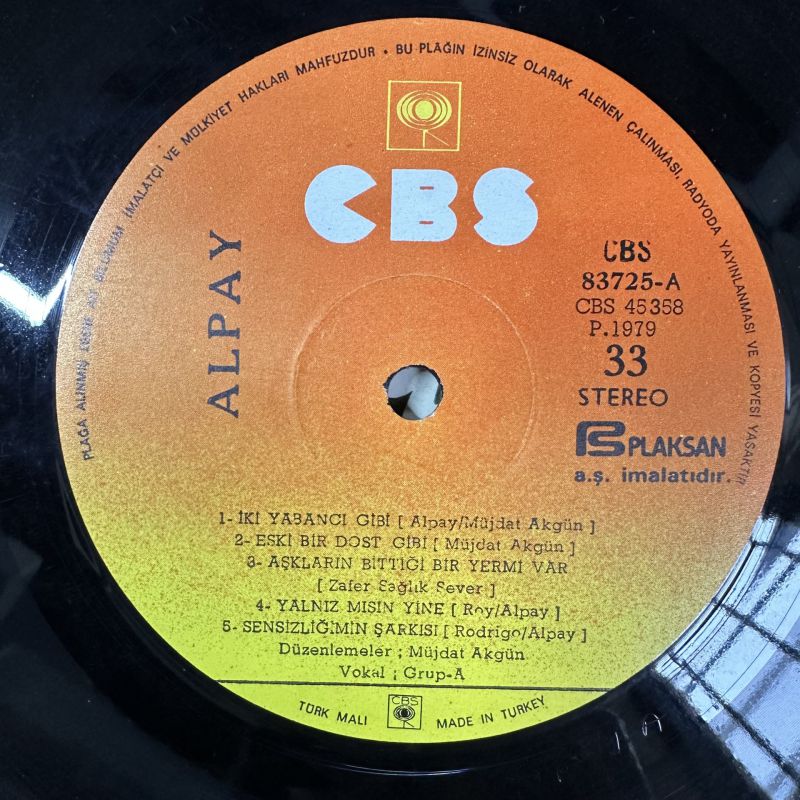 PLAĞA ALINMIŞ ESERİ BİLUMUM İMALATÇI VE MÜLKİYET HAKLARI MAHFUZDUR • BU PLAĞIN İZİNSİZ OLARAK ALENEN ÇALINMASI, RADYODA YAYINLANMASI VE KOPYESİ YASAKTIR
CBS
ALPAY
CBS
83725-A
CBS 45358
P.1979
33
STEREO
PLAKSAN
a.ş. imalatıdır.
1- İKİ YABANCI GİBİ [ Alpay/Müjdat Akgün ]
2- ESKİ BİR DOST GİBİ [ Müjdat Akgün ]
3- AŞKLARIN BİTTİĞİ BİR YERMİ VAR
[ Zafer Sağlık Sever ]
4- YALNIZ MISIN YİNE [ Roy/Alpay ]
5- SENSİZLİĞİMİN ŞARKISI [ Rodrigo/Alpay ]
Düzenlemeler ; Müjdat Akgün
Vokal ; Grup-A
TÜRK MALI
CBS
MADE IN TURKEY